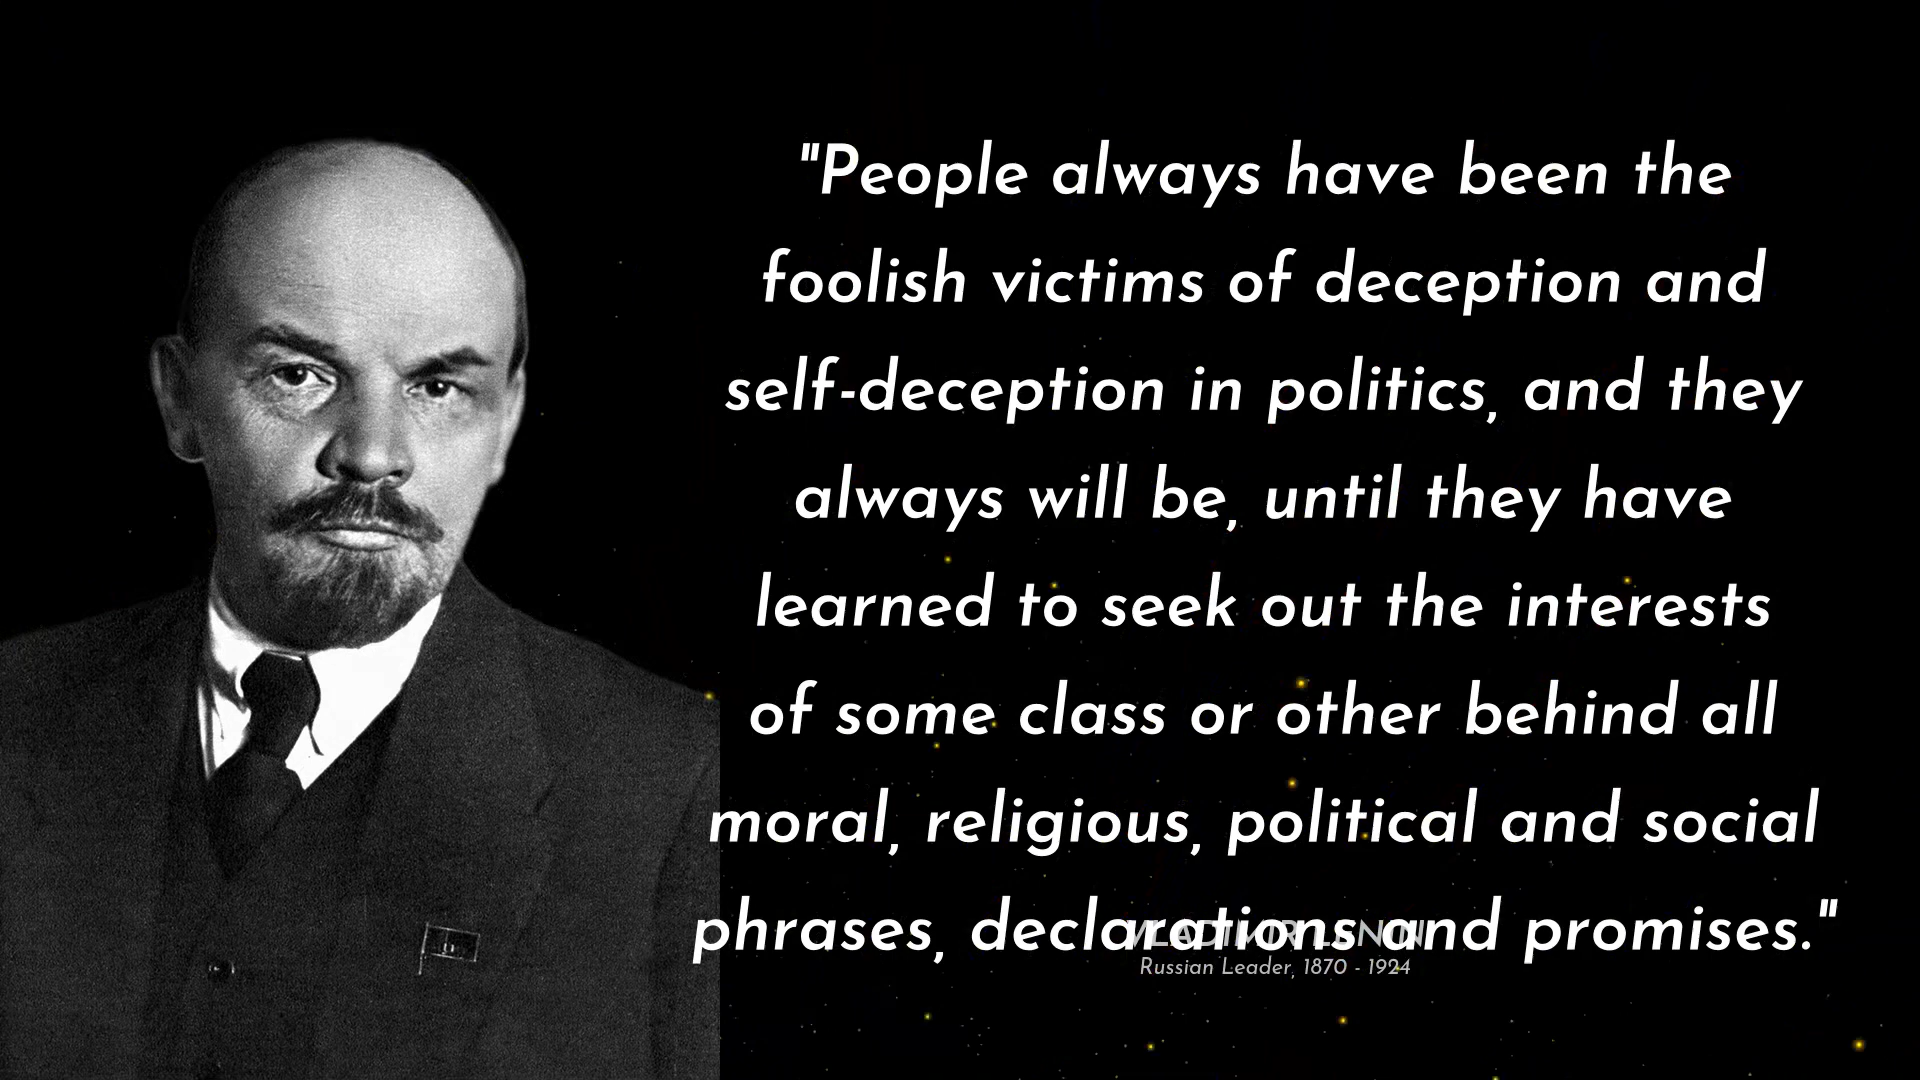 "People always have been the
foolish victims of deception and
self-deception in politics, and they
always will be, until they have
learned to seek out the interests
of some class or other behind all
moral, religious, political and social
phrases, declarations and promises."
VLADIMIR LENIN
Russian Leader, 1870 - 1924